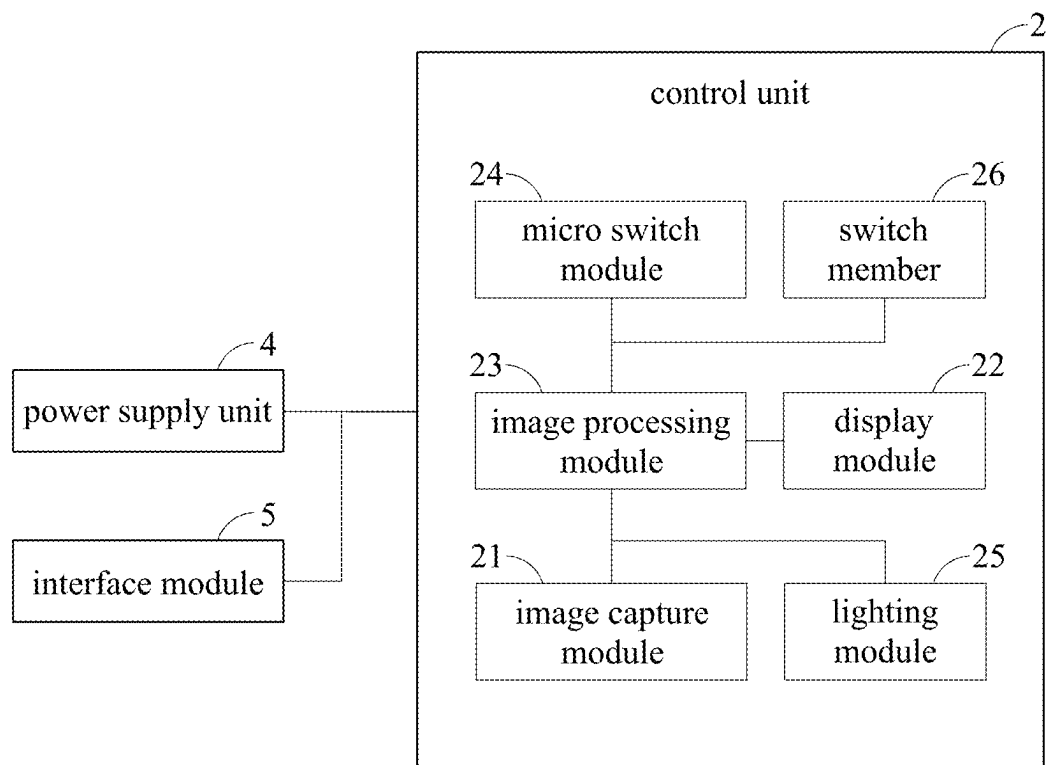 2
control unit
24
micro switch
module
26
switch
member
4
power supply unit
23
image processing
module
22
display
module
5
interface module
21
image capture
module
25
lighting
module